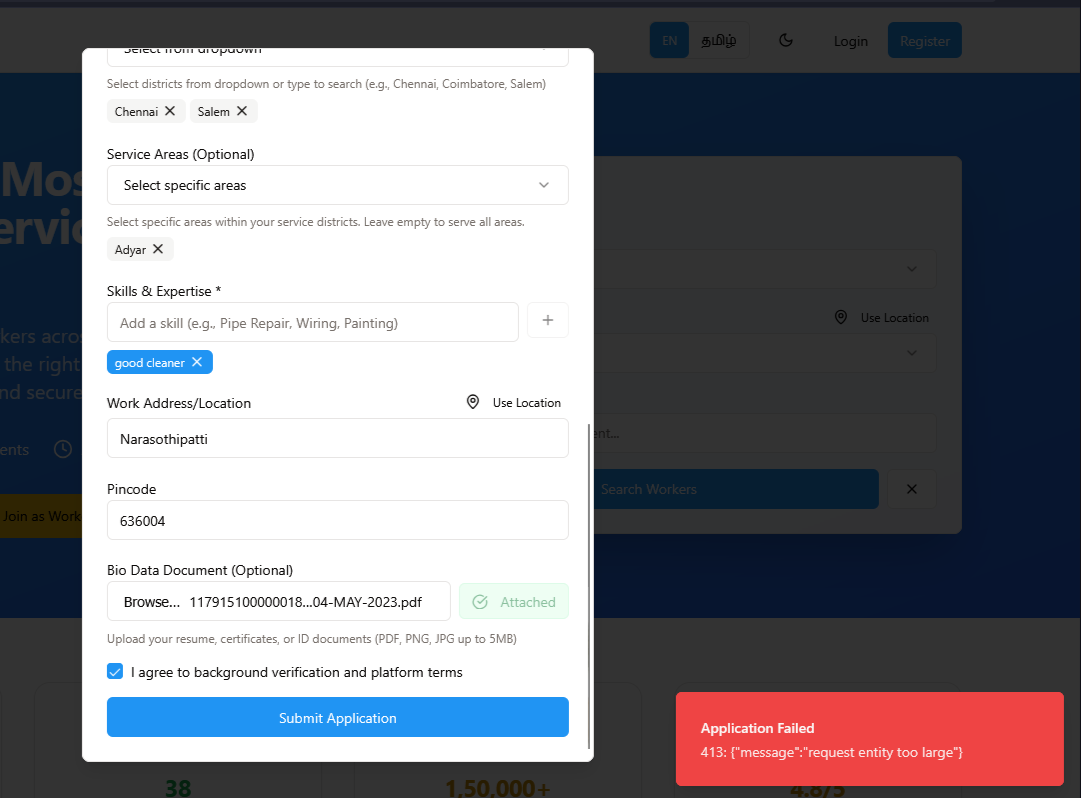 EN
தமிழ்
Login
Register
Select from dropdown
Select districts from dropdown or type to search (e.g., Chennai, Coimbatore, Salem)
Chennai
Salem
Service Areas (Optional)
Select specific areas
Select specific areas within your service districts. Leave empty to serve all areas.
Adyar
Skills & Expertise *
Add a skill (e.g., Pipe Repair, Wiring, Painting)
good cleaner
Work Address/Location
Use Location
Narasothipatti
Pincode
636004
Bio Data Document (Optional)
Browse... 117915100000018...04-MAY-2023.pdf
Attached
Upload your resume, certificates, or ID documents (PDF, PNG, JPG up to 5MB)
I agree to background verification and platform terms
Submit Application
the right
nd secure
Join as Work
Use Location
Search Workers
Application Failed
413: {"message":"request entity too large"}
38
1,50,000+
4.8/5